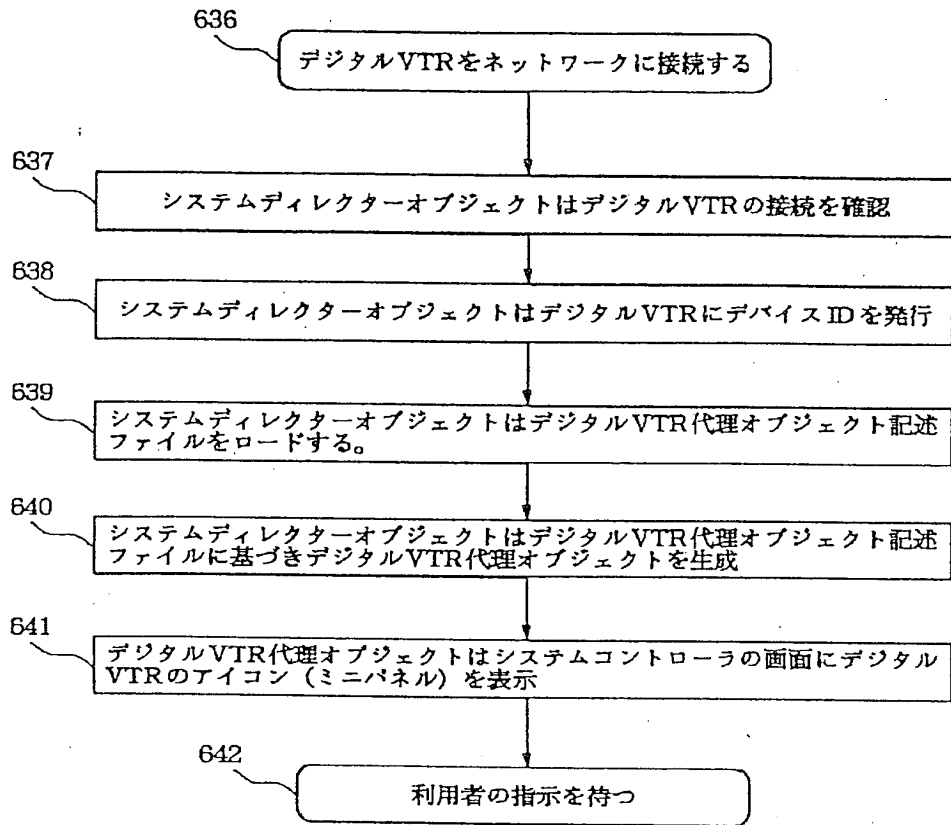 636
デジタルVTRをネットワークに接続する
637
システムディレクターオブジェクトはデジタルVTRの接続を確認
638
システムディレクターオブジェクトはデジタルVTRにデバイスIDを発行
639
システムディレクターオブジェクトはデジタルVTR代理オブジェクト記述
ファイルをロードする。
640
システムディレクターオブジェクトはデジタルVTR代理オブジェクト記述
ファイルに基づきデジタルVTR代理オブジェクトを生成
641
デジタルVTR代理オブジェクトはシステムコントローラの画面にデジタル
VTRのアイコン（ミニパネル）を表示
642
利用者の指示を待つ